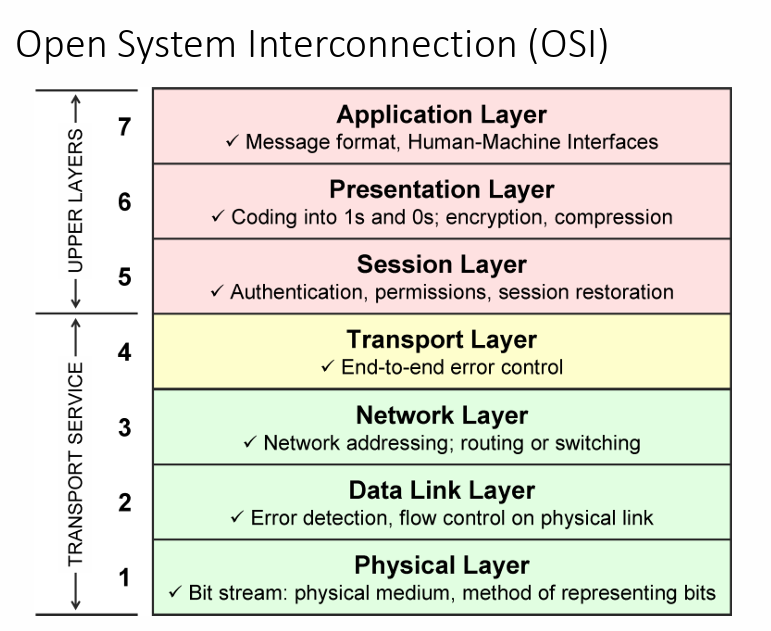 Open System Interconnection (OSI)
UPPER LAYERS
7
Application Layer
✓ Message format, Human-Machine Interfaces
6
Presentation Layer
✓ Coding into 1s and 0s; encryption, compression
5
Session Layer
✓ Authentication, permissions, session restoration
TRANSPORT SERVICE
4
Transport Layer
✓ End-to-end error control
3
Network Layer
✓ Network addressing; routing or switching
2
Data Link Layer
✓ Error detection, flow control on physical link
1
Physical Layer
✓ Bit stream: physical medium, method of representing bits